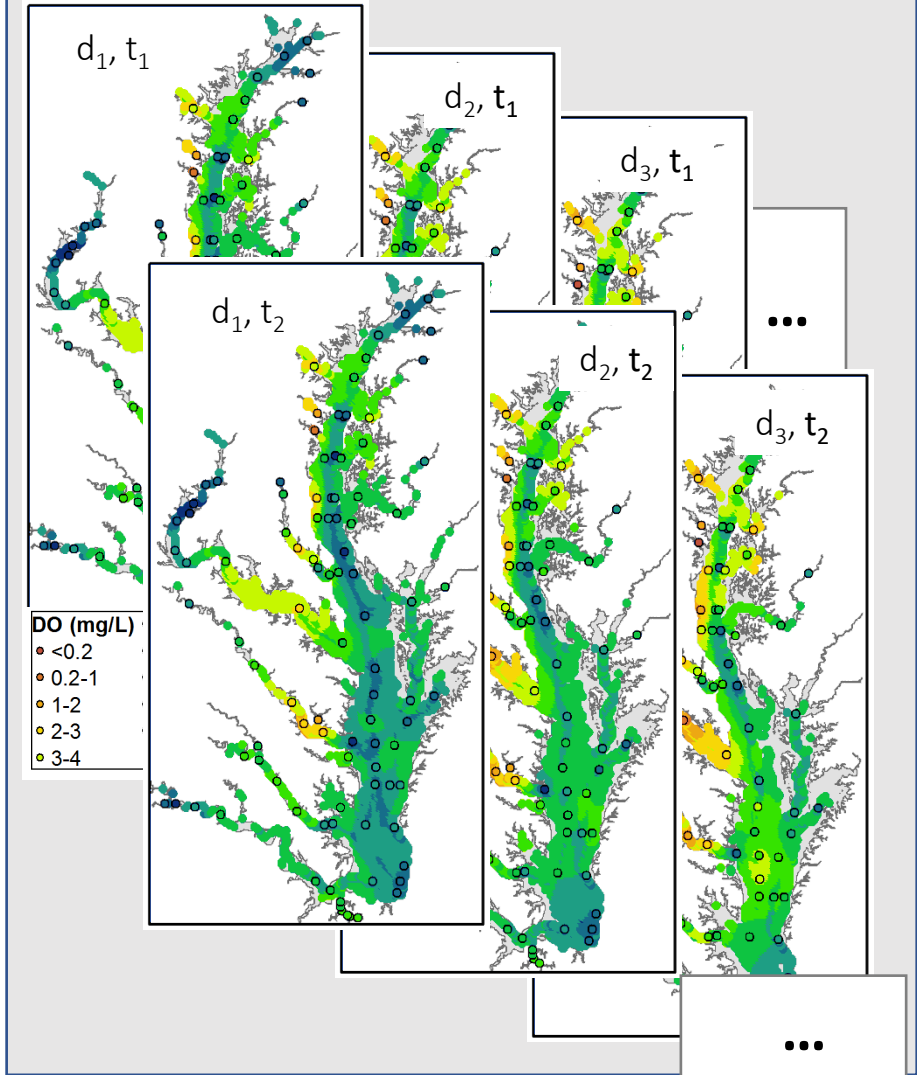 d₁, t₁
d₂, t₁
d₃, t₁
...
d₁, t₂
d₂, t₂
d₃, t₂
DO (mg/L)
<0.2
0.2-1
1-2
2-3
3-4
...